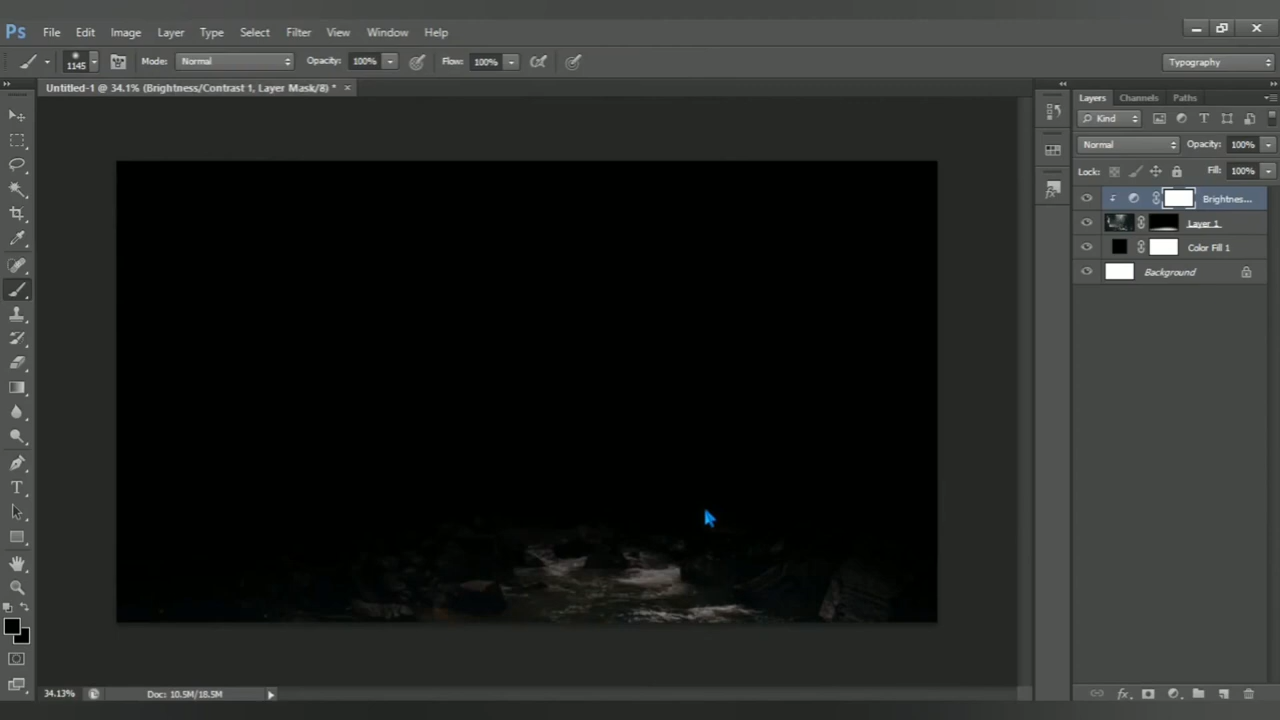 Ps File Edit Image Layer Type Select Filter View Window Help
1145 Mode: Normal Opacity: 100% Flow: 100% Typography
Untitled-1 @ 34.1% (Brightness/Contrast 1, Layer Mask/8) * ×
Layers Channels Paths
Kind
Normal Opacity: 100%
Lock: Fill: 100%
Brightnes...
Layer 1
Color Fill 1
Background
34.13% Doc: 10.5M/18.5M